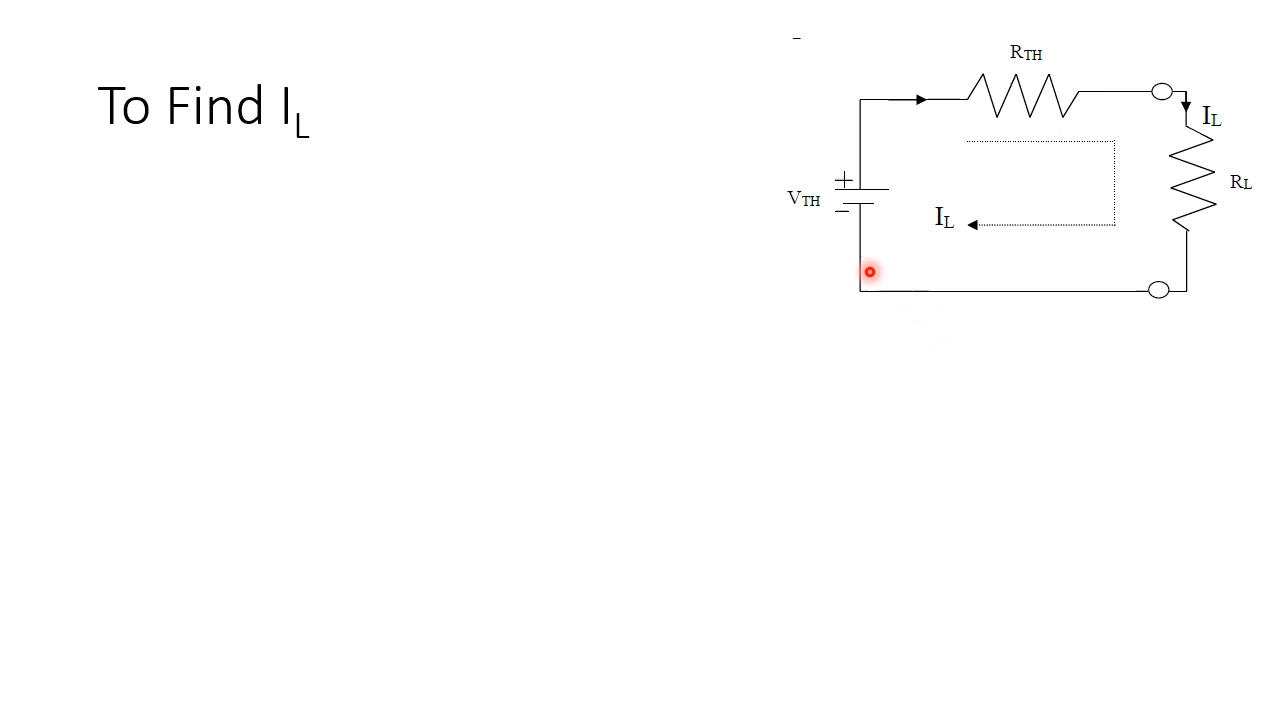 To Find IL
RTH
IL
+
VTH
−
RL
IL